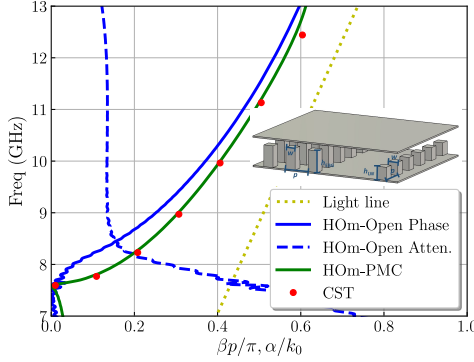 13
12
11
10
9
8
7
Freq (GHz)
0.0
0.2
0.4
0.6
0.8
1.0
βp/π, α/k₀
Light line
HOm-Open Phase
HOm-Open Atten.
HOm-PMC
CST
w
p